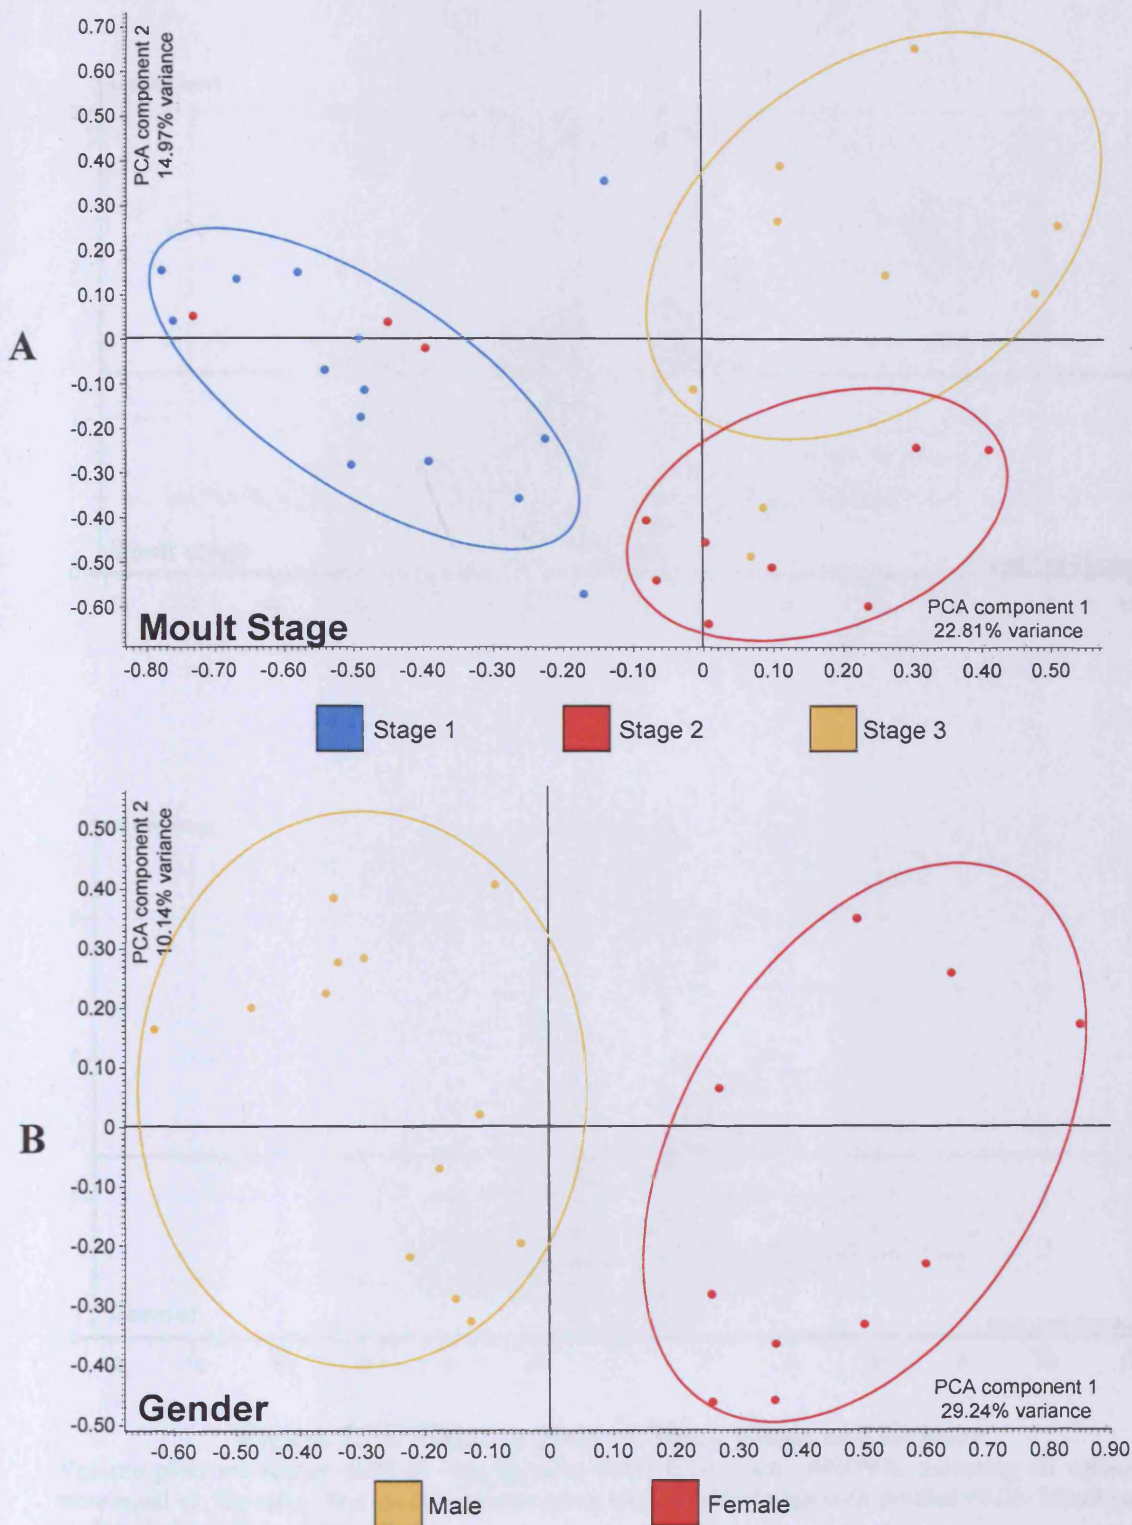 PCA component 2
14.97% variance
0.70
0.60
0.50
0.40
0.30
0.20
0.10
0
-0.10
-0.20
-0.30
-0.40
-0.50
-0.60
A
Moult Stage
PCA component 1
22.81% variance
-0.80 -0.70 -0.60 -0.50 -0.40 -0.30 -0.20 -0.10 0 0.10 0.20 0.30 0.40 0.50
Stage 1 Stage 2 Stage 3
PCA component 2
10.14% variance
0.50
0.40
0.30
0.20
0.10
0
-0.10
-0.20
-0.30
-0.40
-0.50
B
Gender
PCA component 1
29.24% variance
-0.60 -0.50 -0.40 -0.30 -0.20 -0.10 0 0.10 0.20 0.30 0.40 0.50 0.60 0.70 0.80 0.90
Male Female